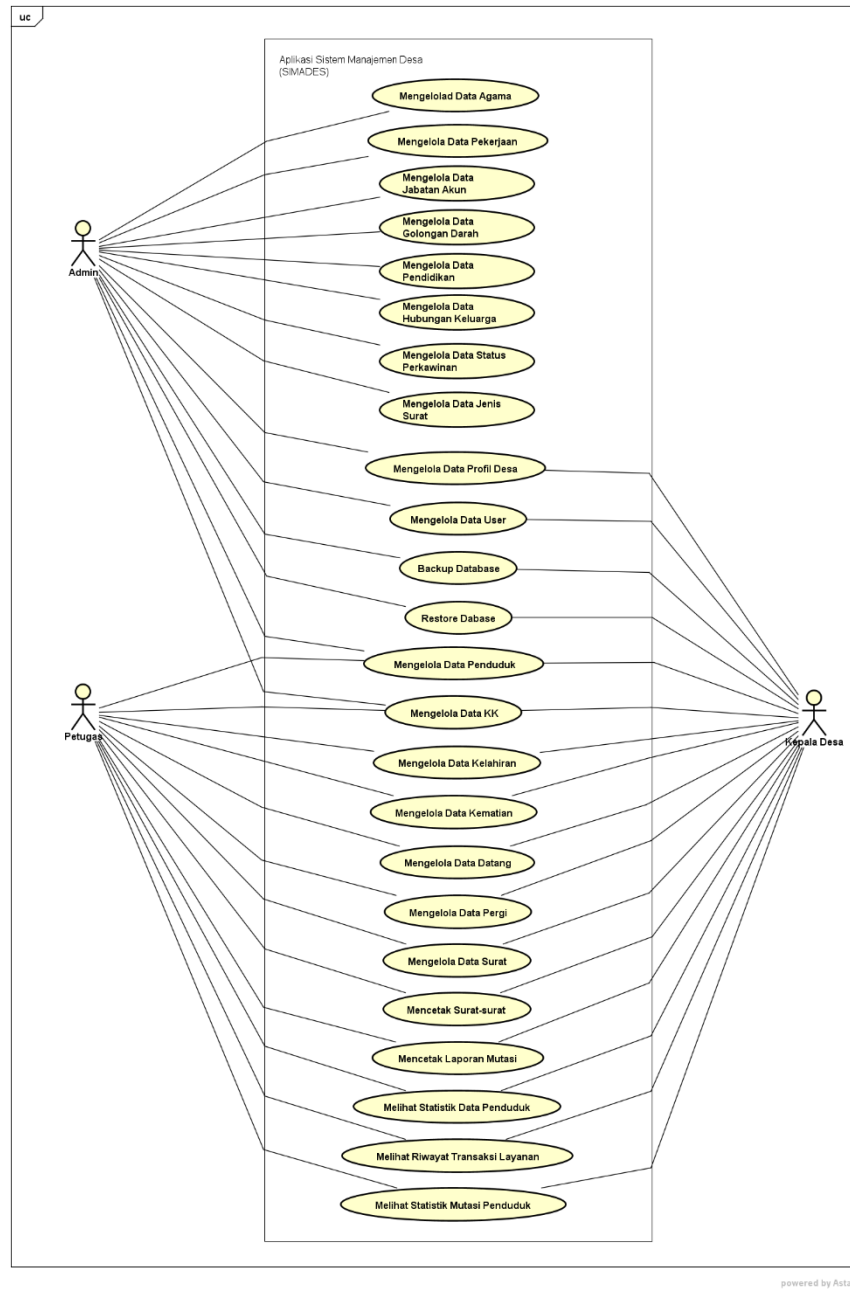 uc
Aplikasi Sistem Manajemen Desa
(SIMADES)
Mengelolad Data Agama
Mengelola Data Pekerjaan
Mengelola Data
Jabatan Akun
Mengelola Data
Golongan Darah
Admin
Mengelola Data
Pendidikan
Mengelola Data
Hubungan Keluarga
Mengelola Data Status
Perkawinan
Mengelola Data Jenis
Surat
Mengelola Data Profil Desa
Mengelola Data User
Backup Database
Restore Dabase
Mengelola Data Penduduk
Mengelola Data KK
Petugas
Kepala Desa
Mengelola Data Kelahiran
Mengelola Data Kematian
Mengelola Data Datang
Mengelola Data Pergi
Mengelola Data Surat
Mencetak Surat-surat
Mencetak Laporan Mutasi
Melihat Statistik Data Penduduk
Melihat Riwayat Transaksi Layanan
Melihat Statistik Mutasi Penduduk
powered by Asta